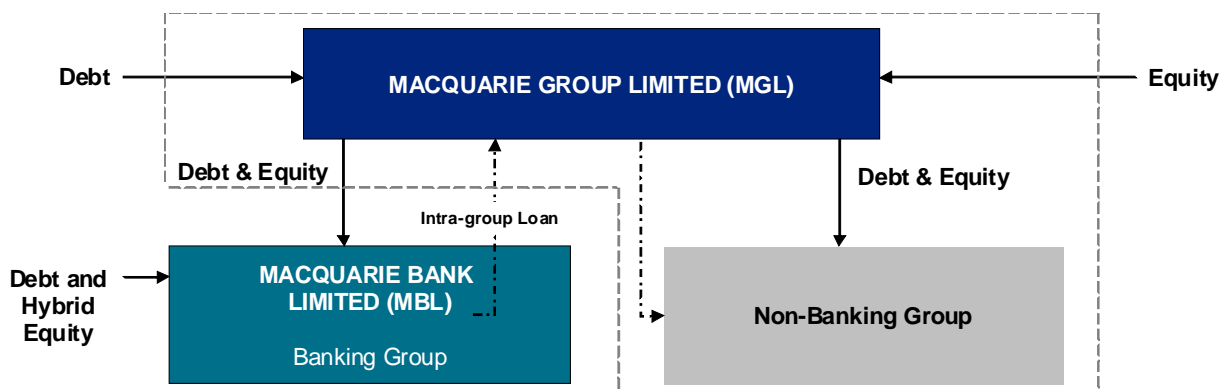 Debt
MACQUARIE GROUP LIMITED (MGL)
Equity
Debt & Equity
Debt & Equity
Intra-group Loan
Debt and
Hybrid
Equity
MACQUARIE BANK
LIMITED (MBL)
Banking Group
Non-Banking Group